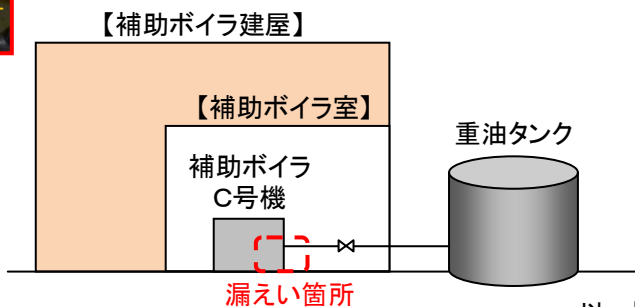 【補助ボイラ建屋】
【補助ボイラ室】
重油タンク
補助ボイラ
C号機
漏えい箇所